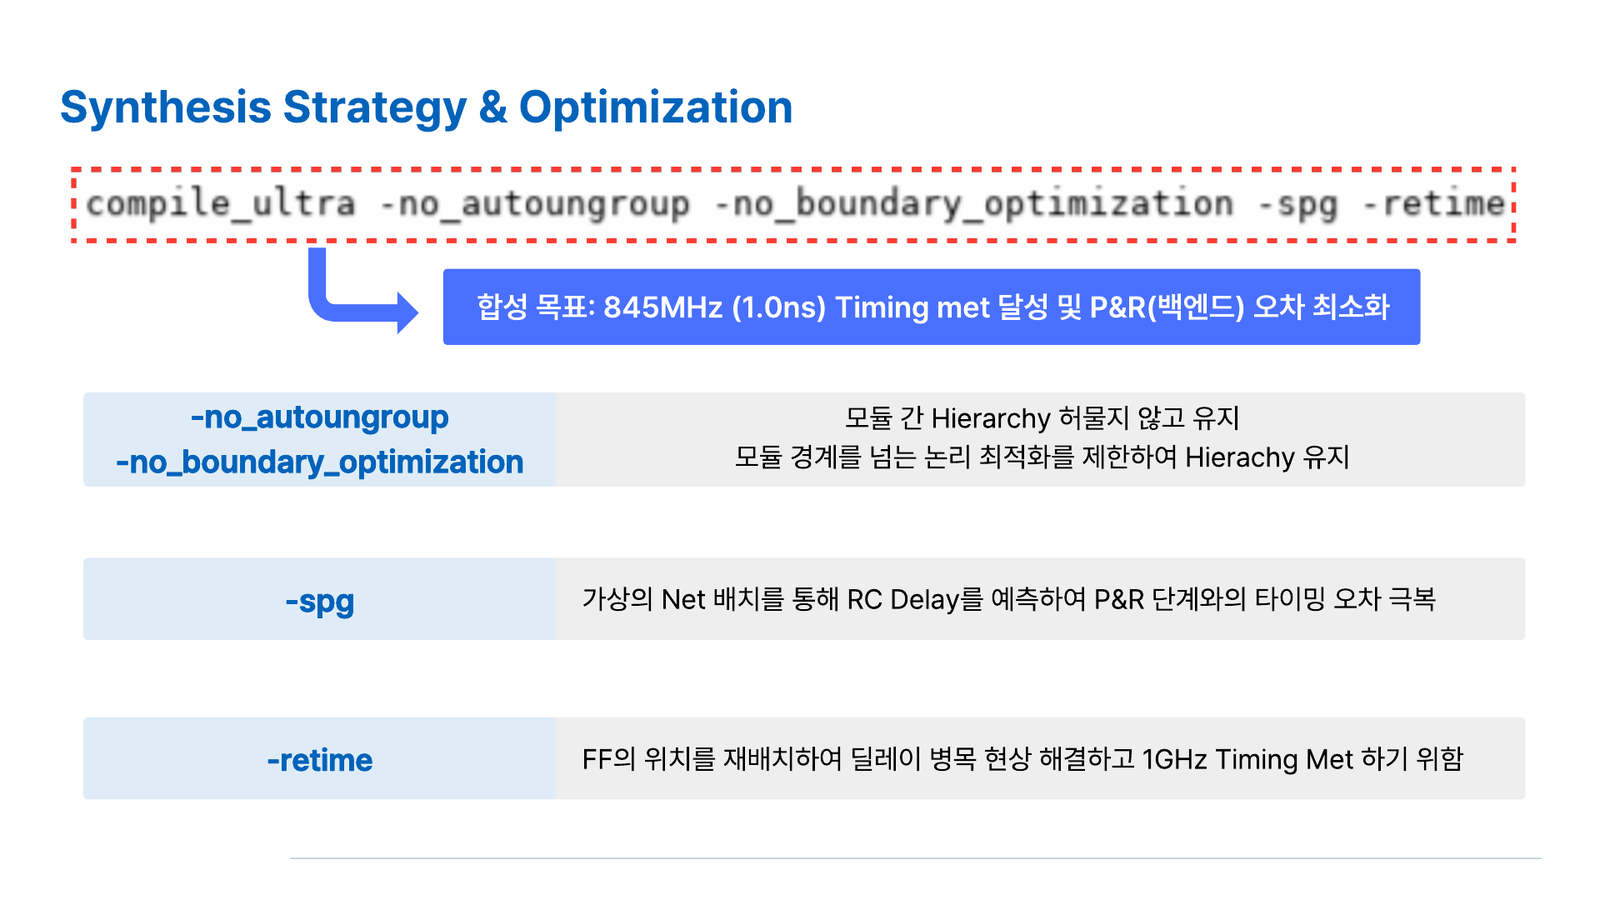 Synthesis Strategy & Optimization
compile_ultra -no_autoungroup -no_boundary_optimization -spg -retime
합성 목표: 845MHz (1.0ns) Timing met 달성 및 P&R(백엔드) 오차 최소화
-no_autoungroup
-no_boundary_optimization
모듈 간 Hierarchy 허물지 않고 유지
모듈 경계를 넘는 논리 최적화를 제한하여 Hierachy 유지
-spg
가상의 Net 배치를 통해 RC Delay를 예측하여 P&R 단계와의 타이밍 오차 극복
-retime
FF의 위치를 재배치하여 딜레이 병목 현상 해결하고 1GHz Timing Met 하기 위함